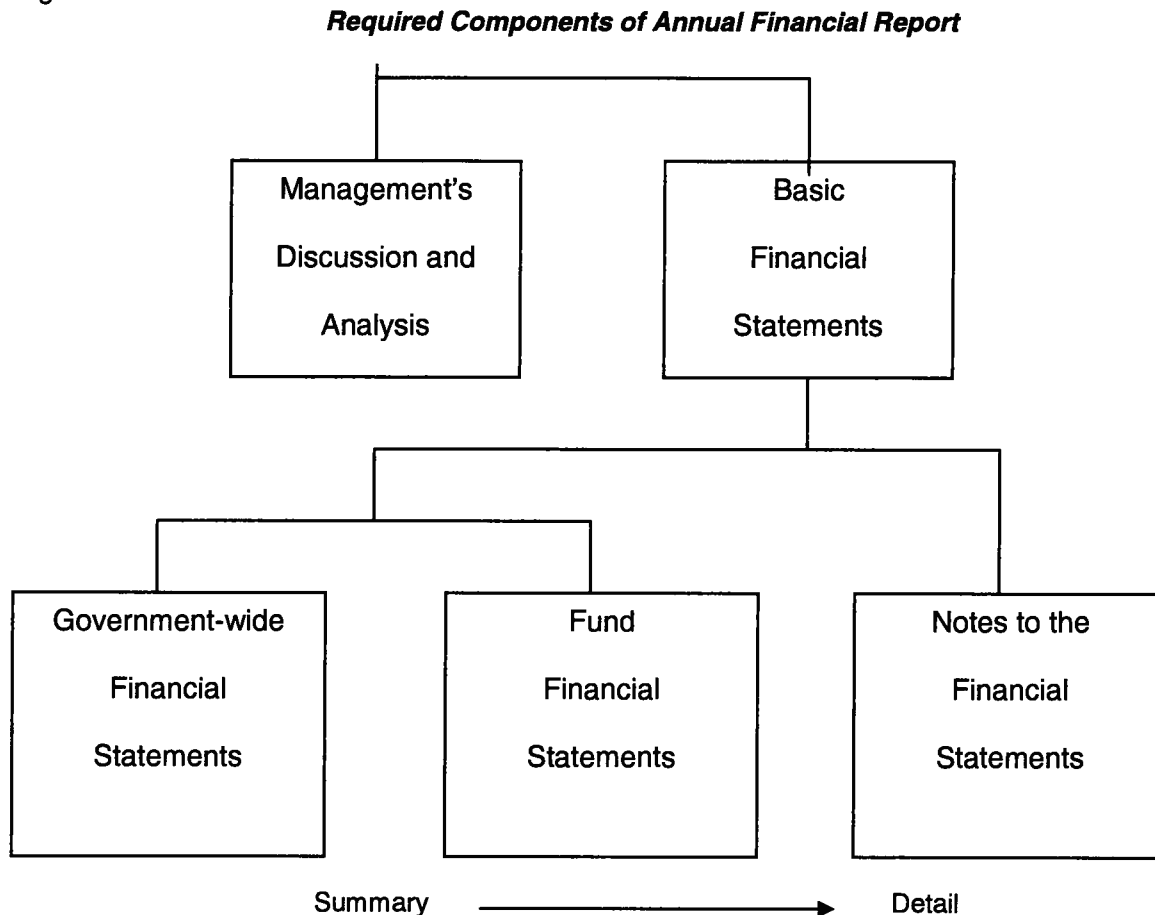 Required Components of Annual Financial Report
Management's
Discussion and
Analysis
Basic
Financial
Statements
Government-wide
Financial
Statements
Fund
Financial
Statements
Notes to the
Financial
Statements
Summary
Detail